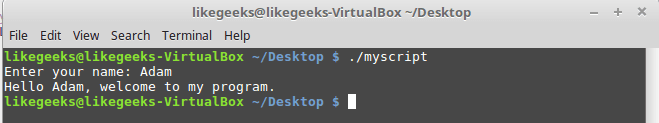 likegeeks@likegeeks-VirtualBox ~/Desktop
File Edit View Search Terminal Help
likegeeks@likegeeks-VirtualBox ~/Desktop $ ./myscript
Enter your name: Adam
Hello Adam, welcome to my program.
likegeeks@likegeeks-VirtualBox ~/Desktop $